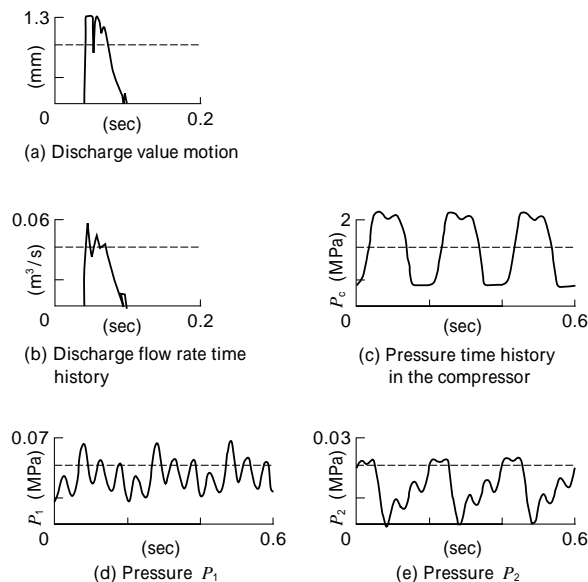 1.3
(mm)
0
(sec)
0.2
(a) Discharge value motion
0.06
(m³/s)
0
(sec)
0.2
(b) Discharge flow rate time
history
2
P_c (MPa)
0
(sec)
0.6
(c) Pressure time history
in the compressor
0.07
P₁ (MPa)
0
(sec)
0.6
(d) Pressure P₁
0.03
P₂ (MPa)
0
(sec)
0.6
(e) Pressure P₂